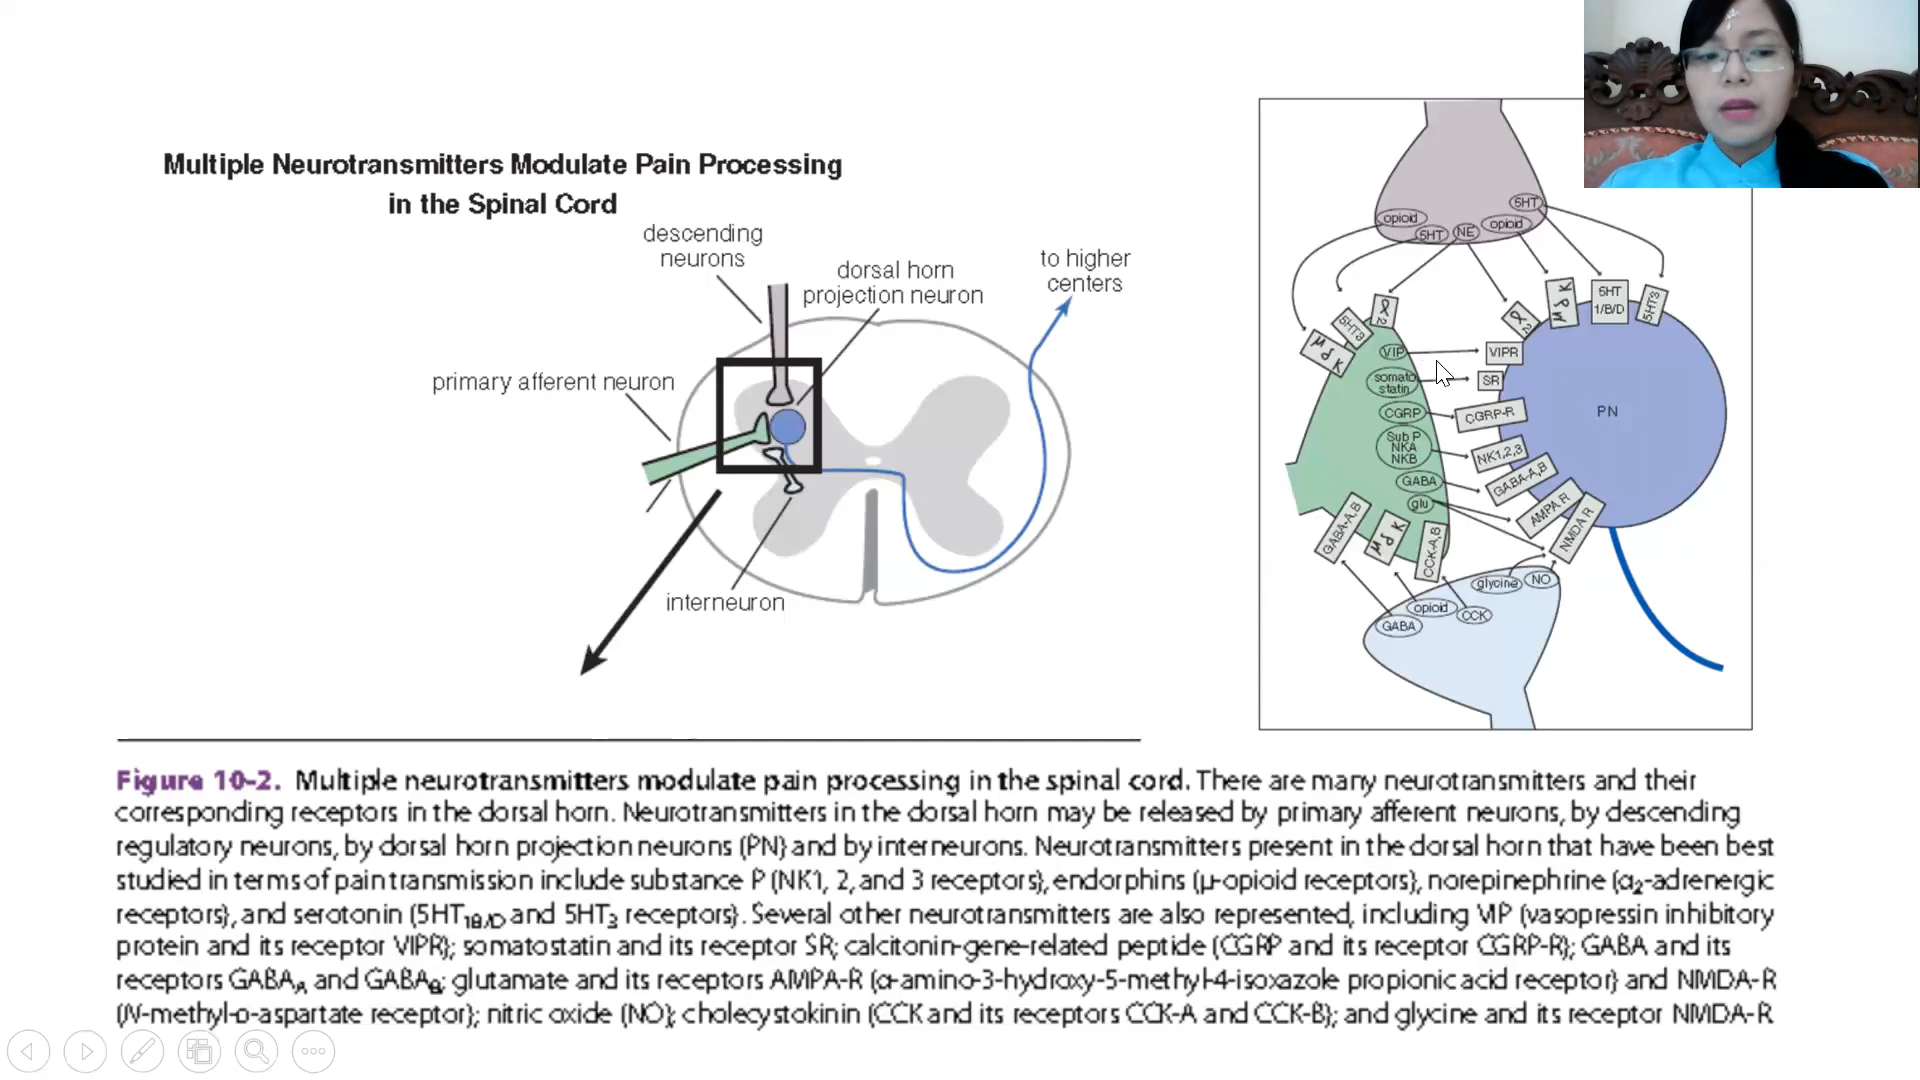 Multiple Neurotransmitters Modulate Pain Processing
in the Spinal Cord
descending
neurons
dorsal horn
projection neuron
to higher
centers
primary afferent neuron
interneuron
5HT
opioid
opioid
5HT
NE
μ δ κ
5HT
1/B/D
5HT3
α2
α2
5HT3
μ δ κ
VIP
VIPR
somato
statin
SR
CGRP
CGRP-R
PN
Sub P
NKA
NKB
NK1,2,3
GABA
GABA-A,B
glu
AMPA R
NMDA R
GABA-A,B
μ δ κ
CCK-A,B
glycine
NO
opioid
CCK
GABA
Figure 10-2. Multiple neurotransmitters modulate pain processing in the spinal cord. There are many neurotransmitters and their
corresponding receptors in the dorsal horn. Neurotransmitters in the dorsal horn may be released by primary afferent neurons, by descending
regulatory neurons, by dorsal horn projection neurons (PN) and by interneurons. Neurotransmitters present in the dorsal horn that have been best
studied in terms of pain transmission include substance P (NK1, 2, and 3 receptors), endorphins (μ-opioid receptors), norepinephrine (α2-adrenergic
receptors), and serotonin (5HT1B/D and 5HT3 receptors). Several other neurotransmitters are also represented, including VIP (vasopressin inhibitory
protein and its receptor VIPR); somatostatin and its receptor SR; calcitonin-gene-related peptide (CGRP and its receptor CGRP-R); GABA and its
receptors GABAA and GABAB; glutamate and its receptors AMPA-R (α-amino-3-hydroxy-5-methyl-4-isoxazole propionic acid receptor) and NMDA-R
(N-methyl-D-aspartate receptor); nitric oxide (NO); cholecystokinin (CCK and its receptors CCK-A and CCK-B); and glycine and its receptor NMDA-R